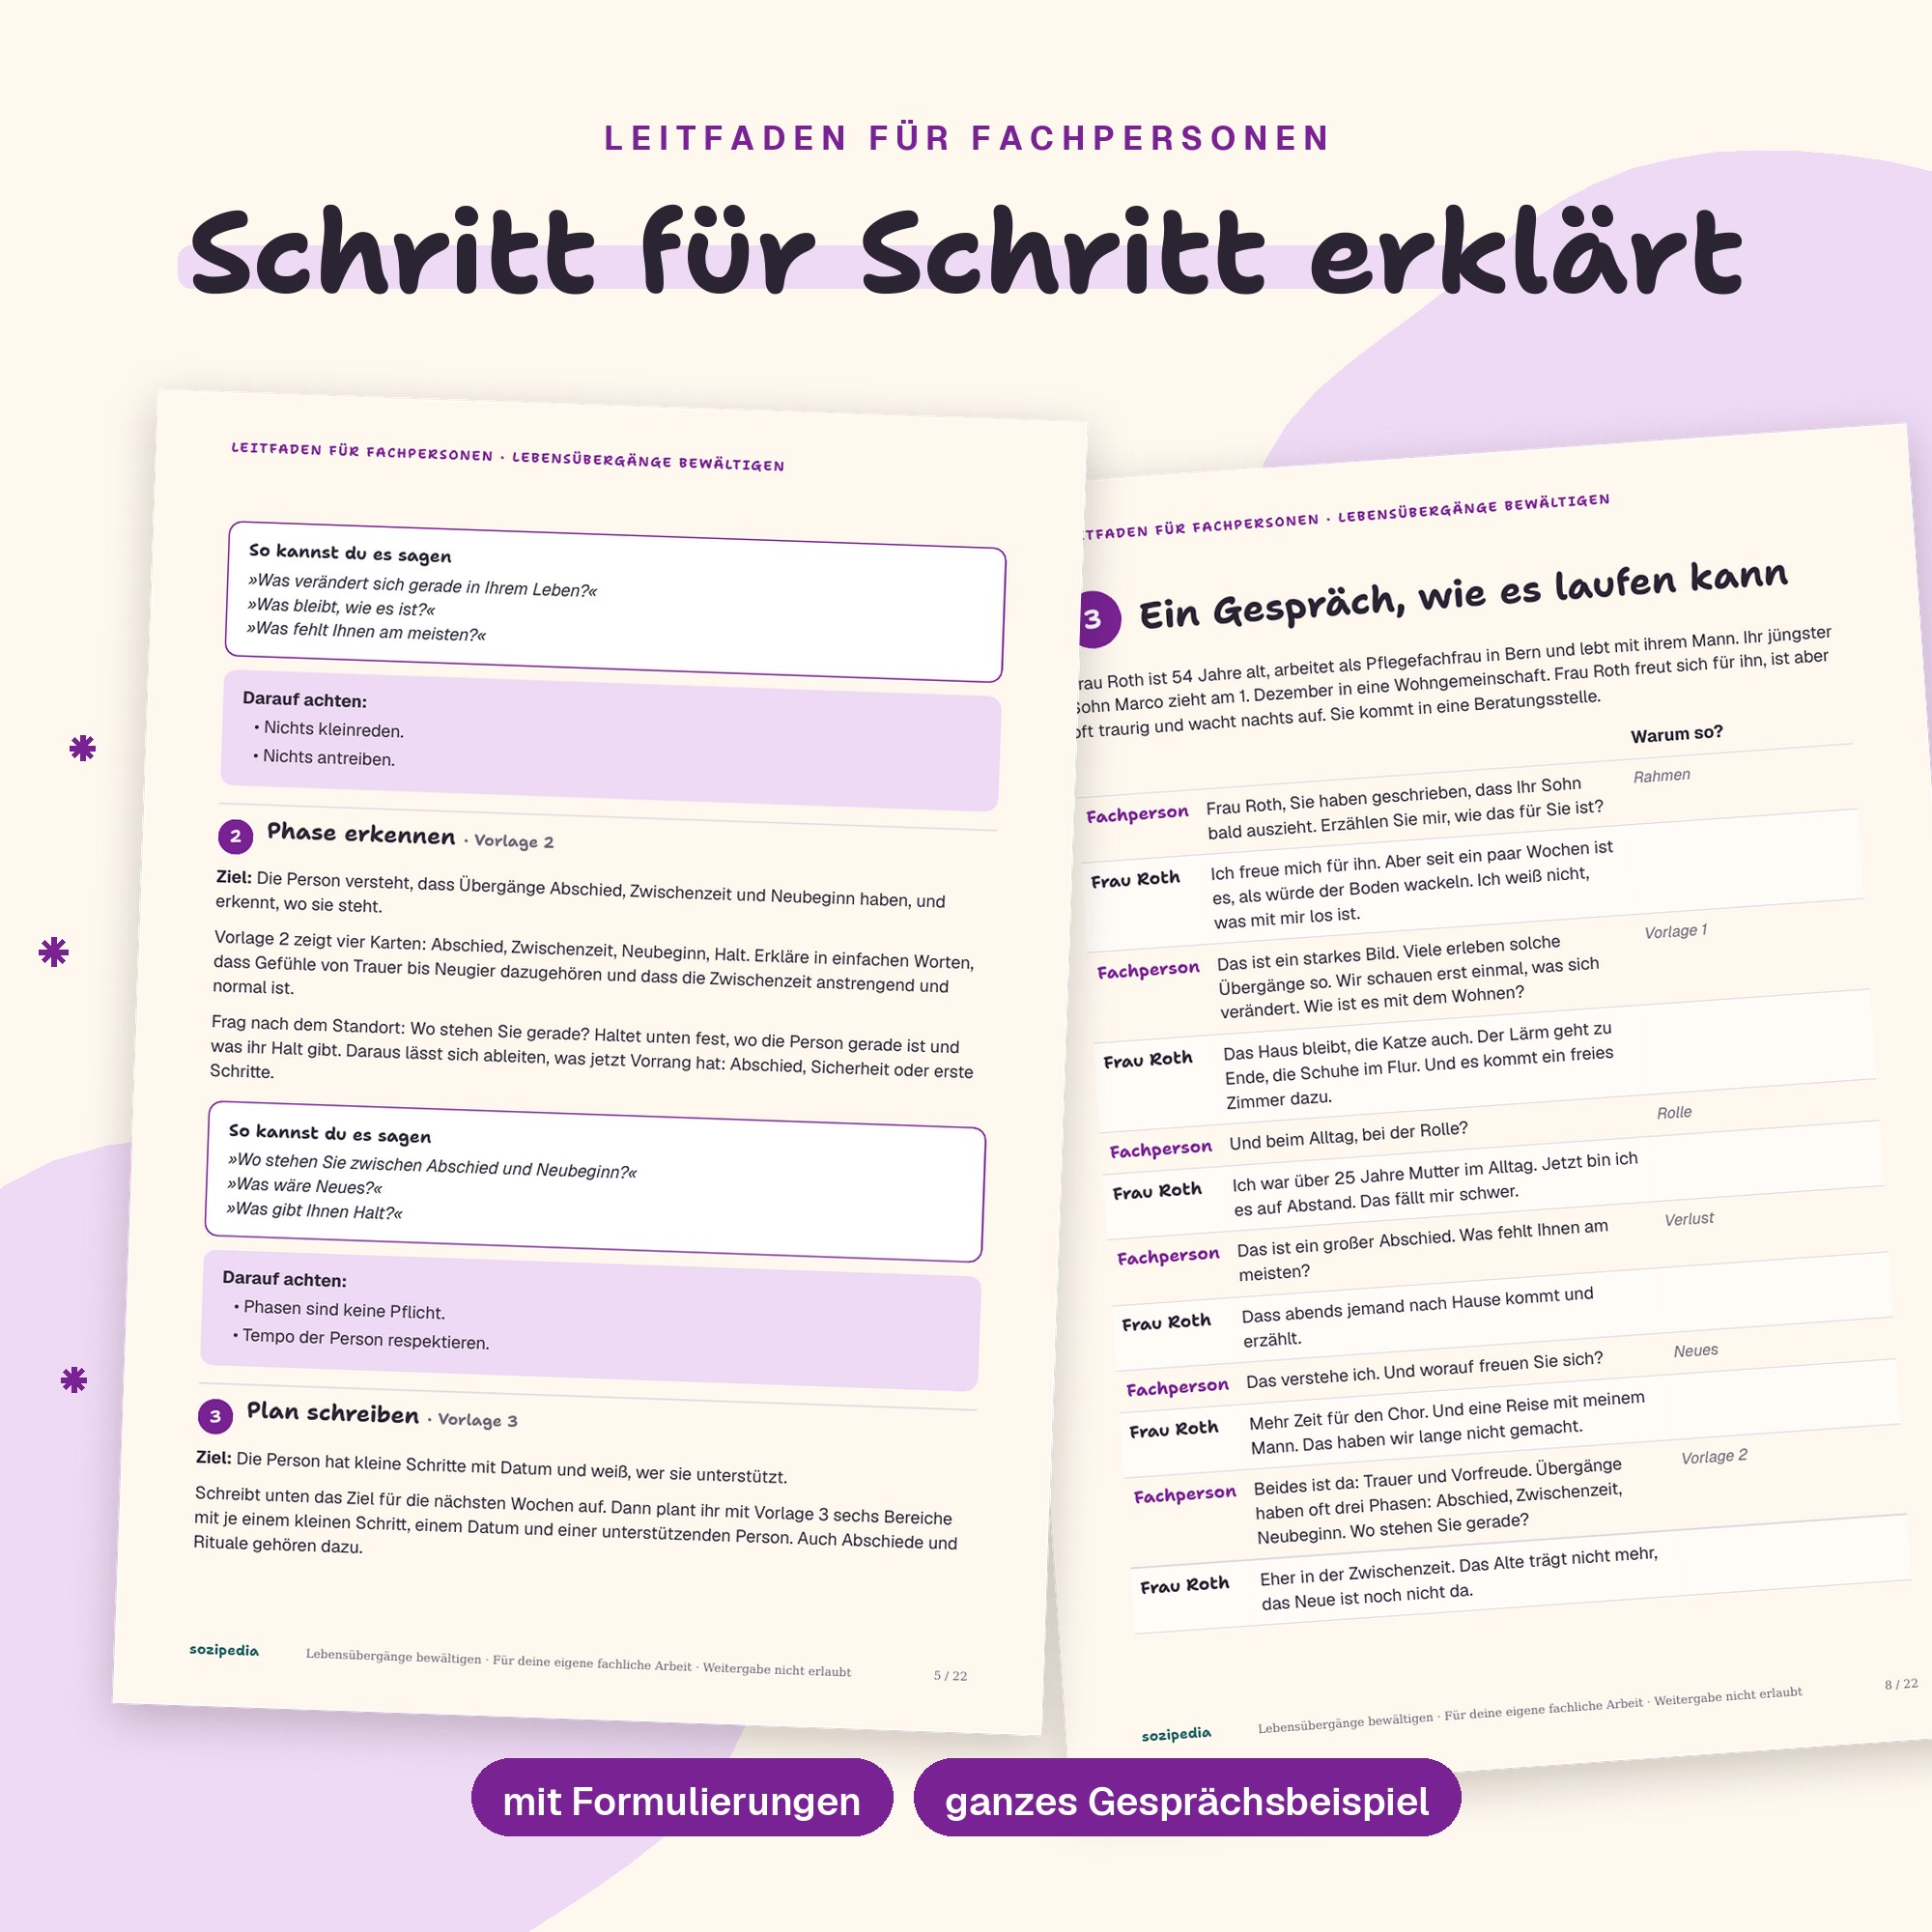 LEITFADEN FÜR FACHPERSONEN
Schritt für Schritt erklärt
LEITFADEN FÜR FACHPERSONEN · LEBENSÜBERGÄNGE BEWÄLTIGEN
So kannst du es sagen
»Was verändert sich gerade in Ihrem Leben?«
»Was bleibt, wie es ist?«
»Was fehlt Ihnen am meisten?«
Darauf achten:
• Nichts kleinreden.
• Nichts antreiben.
2 Phase erkennen · Vorlage 2
Ziel: Die Person versteht, dass Übergänge Abschied, Zwischenzeit und Neubeginn haben, und
erkennt, wo sie steht.
Vorlage 2 zeigt vier Karten: Abschied, Zwischenzeit, Neubeginn, Halt. Erkläre in einfachen Worten,
dass Gefühle von Trauer bis Neugier dazugehören und dass die Zwischenzeit anstrengend und
normal ist.
Frag nach dem Standort: Wo stehen Sie gerade? Haltet unten fest, wo die Person gerade ist und
was ihr Halt gibt. Daraus lässt sich ableiten, was jetzt Vorrang hat: Abschied, Sicherheit oder erste
Schritte.
So kannst du es sagen
»Wo stehen Sie zwischen Abschied und Neubeginn?«
»Was wäre Neues?«
»Was gibt Ihnen Halt?«
Darauf achten:
• Phasen sind keine Pflicht.
• Tempo der Person respektieren.
3 Plan schreiben · Vorlage 3
Ziel: Die Person hat kleine Schritte mit Datum und weiß, wer sie unterstützt.
Schreibt unten das Ziel für die nächsten Wochen auf. Dann plant ihr mit Vorlage 3 sechs Bereiche
mit je einem kleinen Schritt, einem Datum und einer unterstützenden Person. Auch Abschiede und
Rituale gehören dazu.
sozipedia Lebensübergänge bewältigen · Für deine eigene fachliche Arbeit · Weitergabe nicht erlaubt 5 / 22
TFADEN FÜR FACHPERSONEN · LEBENSÜBERGÄNGE BEWÄLTIGEN
3 Ein Gespräch, wie es laufen kann
rau Roth ist 54 Jahre alt, arbeitet als Pflegefachfrau in Bern und lebt mit ihrem Mann. Ihr jüngster
Sohn Marco zieht am 1. Dezember in eine Wohngemeinschaft. Frau Roth freut sich für ihn, ist aber
oft traurig und wacht nachts auf. Sie kommt in eine Beratungsstelle.
Warum so?
Fachperson Frau Roth, Sie haben geschrieben, dass Ihr Sohn Rahmen
bald auszieht. Erzählen Sie mir, wie das für Sie ist?
Frau Roth Ich freue mich für ihn. Aber seit ein paar Wochen ist
es, als würde der Boden wackeln. Ich weiß nicht,
was mit mir los ist.
Fachperson Das ist ein starkes Bild. Viele erleben solche Vorlage 1
Übergänge so. Wir schauen erst einmal, was sich
verändert. Wie ist es mit dem Wohnen?
Frau Roth Das Haus bleibt, die Katze auch. Der Lärm geht zu
Ende, die Schuhe im Flur. Und es kommt ein freies
Zimmer dazu.
Fachperson Und beim Alltag, bei der Rolle? Rolle
Frau Roth Ich war über 25 Jahre Mutter im Alltag. Jetzt bin ich
es auf Abstand. Das fällt mir schwer.
Fachperson Das ist ein großer Abschied. Was fehlt Ihnen am Verlust
meisten?
Frau Roth Dass abends jemand nach Hause kommt und
erzählt.
Fachperson Das verstehe ich. Und worauf freuen Sie sich? Neues
Frau Roth Mehr Zeit für den Chor. Und eine Reise mit meinem
Mann. Das haben wir lange nicht gemacht.
Fachperson Beides ist da: Trauer und Vorfreude. Übergänge Vorlage 2
haben oft drei Phasen: Abschied, Zwischenzeit,
Neubeginn. Wo stehen Sie gerade?
Frau Roth Eher in der Zwischenzeit. Das Alte trägt nicht mehr,
das Neue ist noch nicht da.
sozipedia Lebensübergänge bewältigen · Für deine eigene fachliche Arbeit · Weitergabe nicht erlaubt 8 / 22
mit Formulierungen
ganzes Gesprächsbeispiel